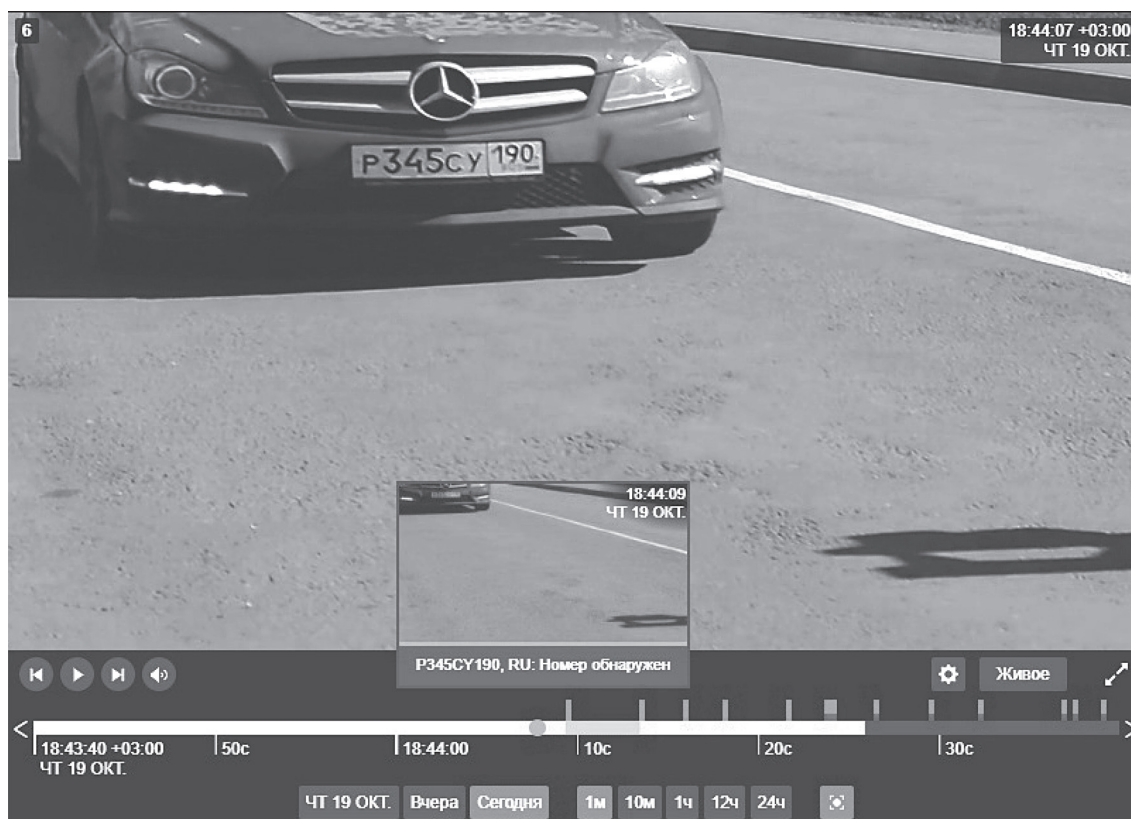 6
18:44:07 +03:00
ЧТ 19 ОКТ.
Р345СУ 190
18:44:09
ЧТ 19 ОКТ.
P345CY190, RU: Номер обнаружен
Живое
18:43:40 +03:00
50с
18:44:00
10с
20с
30с
ЧТ 19 ОКТ.
ЧТ 19 ОКТ.
Вчера
Сегодня
1м
10м
1ч
12ч
24ч